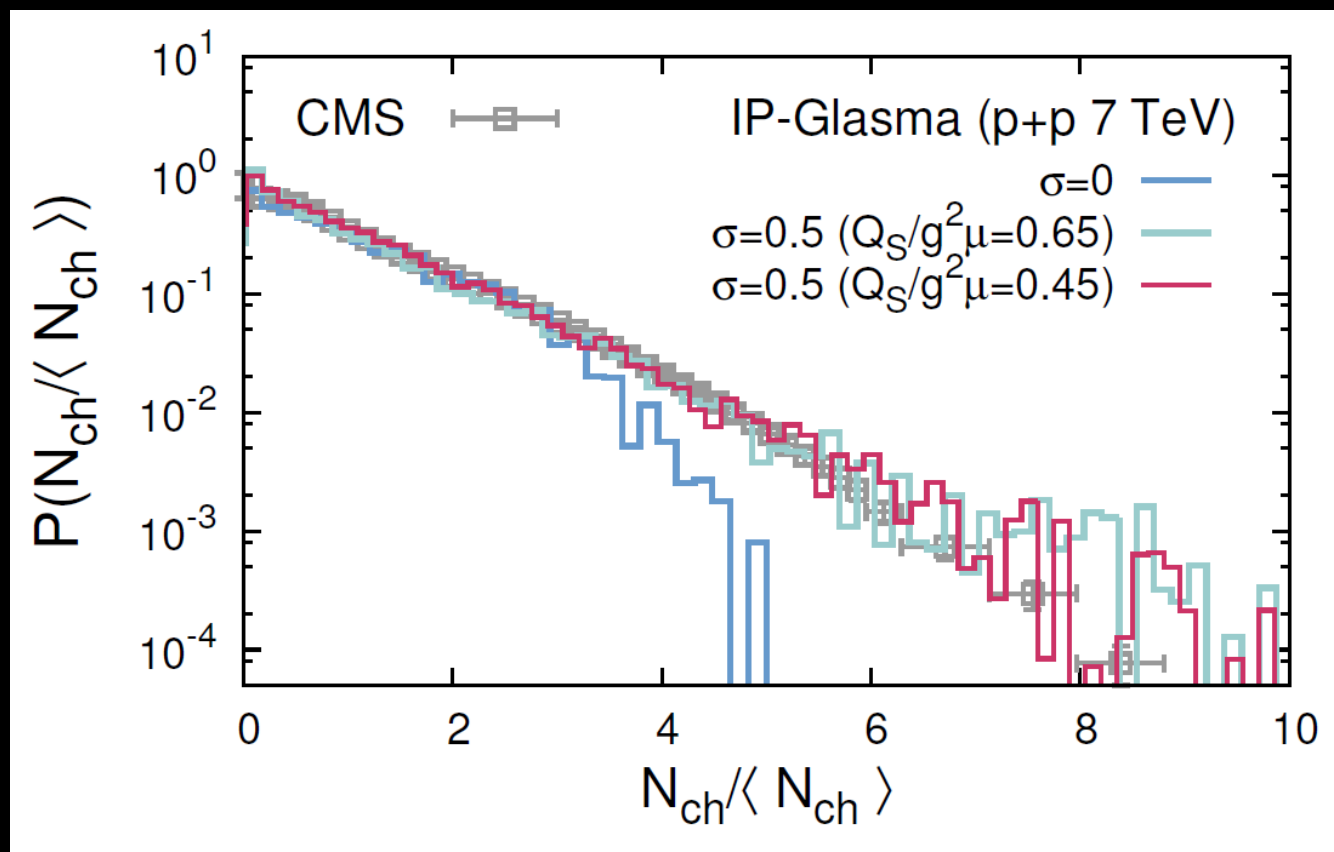 10^1
10^0
10^-1
10^-2
10^-3
10^-4
P(N_ch/⟨ N_ch ⟩)
CMS
IP-Glasma (p+p 7 TeV)
σ=0
σ=0.5 (Q_S/g^2μ=0.65)
σ=0.5 (Q_S/g^2μ=0.45)
0 2 4 6 8 10
N_ch/⟨ N_ch ⟩